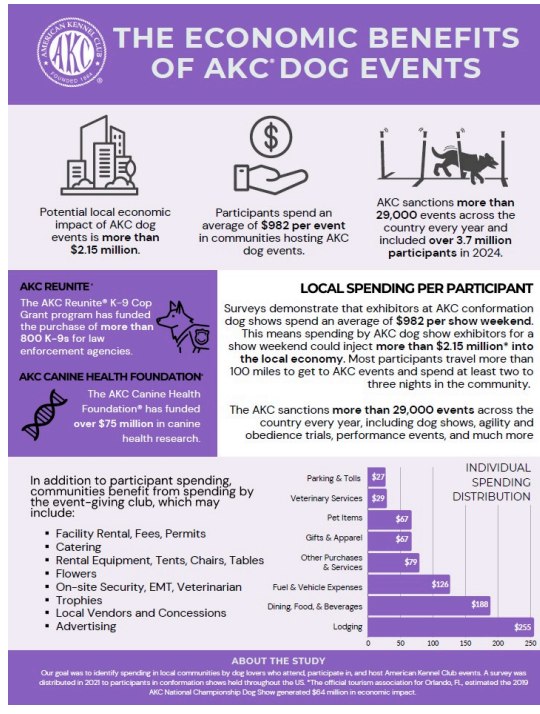 AMERICAN KENNEL CLUB
AKC
FOUNDED 1884
®
THE ECONOMIC BENEFITS
OF AKC® DOG EVENTS
Potential local economic
impact of AKC dog
events is more than
$2.15 million.
$
Participants spend an
average of $982 per event
in communities hosting AKC
dog events.
AKC sanctions more than
29,000 events across the
country every year and
included over 3.7 million
participants in 2024.
AKC REUNITE®
The AKC Reunite® K-9 Cop
Grant program has funded
the purchase of more than
800 K-9s for law
enforcement agencies.
AKC CANINE HEALTH FOUNDATION®
The AKC Canine Health
Foundation® has funded
over $75 million in canine
health research.
LOCAL SPENDING PER PARTICIPANT
Surveys demonstrate that exhibitors at AKC conformation
dog shows spend an average of $982 per show weekend.
This means spending by AKC dog show exhibitors for a
show weekend could inject more than $2.15 million* into
the local economy. Most participants travel more than
100 miles to get to AKC events and spend at least two to
three nights in the community.
The AKC sanctions more than 29,000 events across the
country every year, including dog shows, agility and
obedience trials, performance events, and much more
In addition to participant spending,
communities benefit from spending by
the event-giving club, which may
include:
▪ Facility Rental, Fees, Permits
▪ Catering
▪ Rental Equipment, Tents, Chairs, Tables
▪ Flowers
▪ On-site Security, EMT, Veterinarian
▪ Trophies
▪ Local Vendors and Concessions
▪ Advertising
INDIVIDUAL
SPENDING
DISTRIBUTION
Parking & Tolls $27
Veterinary Services $29
Pet Items $67
Gifts & Apparel $67
Other Purchases
& Services $79
Fuel & Vehicle Expenses $126
Dining, Food, & Beverages $188
Lodging $255
0 50 100 150 200 250
ABOUT THE STUDY
Our goal was to identify spending in local communities by dog lovers who attend, participate in, and host American Kennel Club events. A survey was
distributed in 2021 to participants in conformation shows held throughout the US. *The official tourism association for Orlando, FL, estimated the 2019
AKC National Championship Dog Show generated $64 million in economic impact.